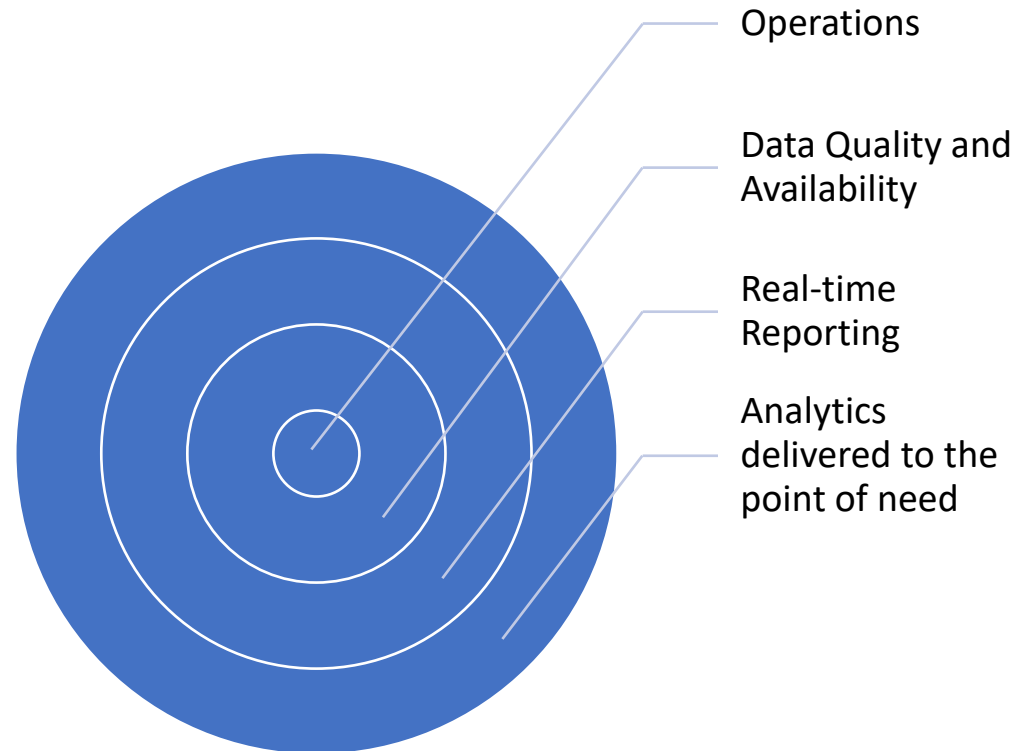 Operations
Data Quality and
Availability
Real-time
Reporting
Analytics
delivered to the
point of need